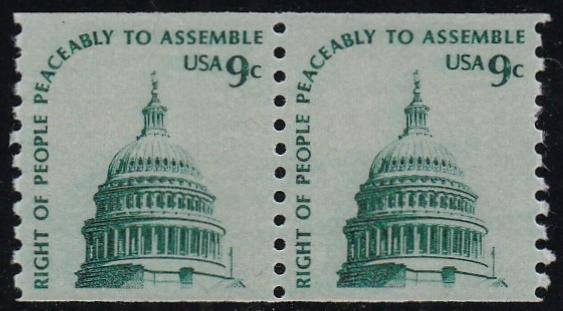 RIGHT OF PEOPLE PEACEABLY TO ASSEMBLE
USA 9c
RIGHT OF PEOPLE PEACEABLY TO ASSEMBLE
USA 9c